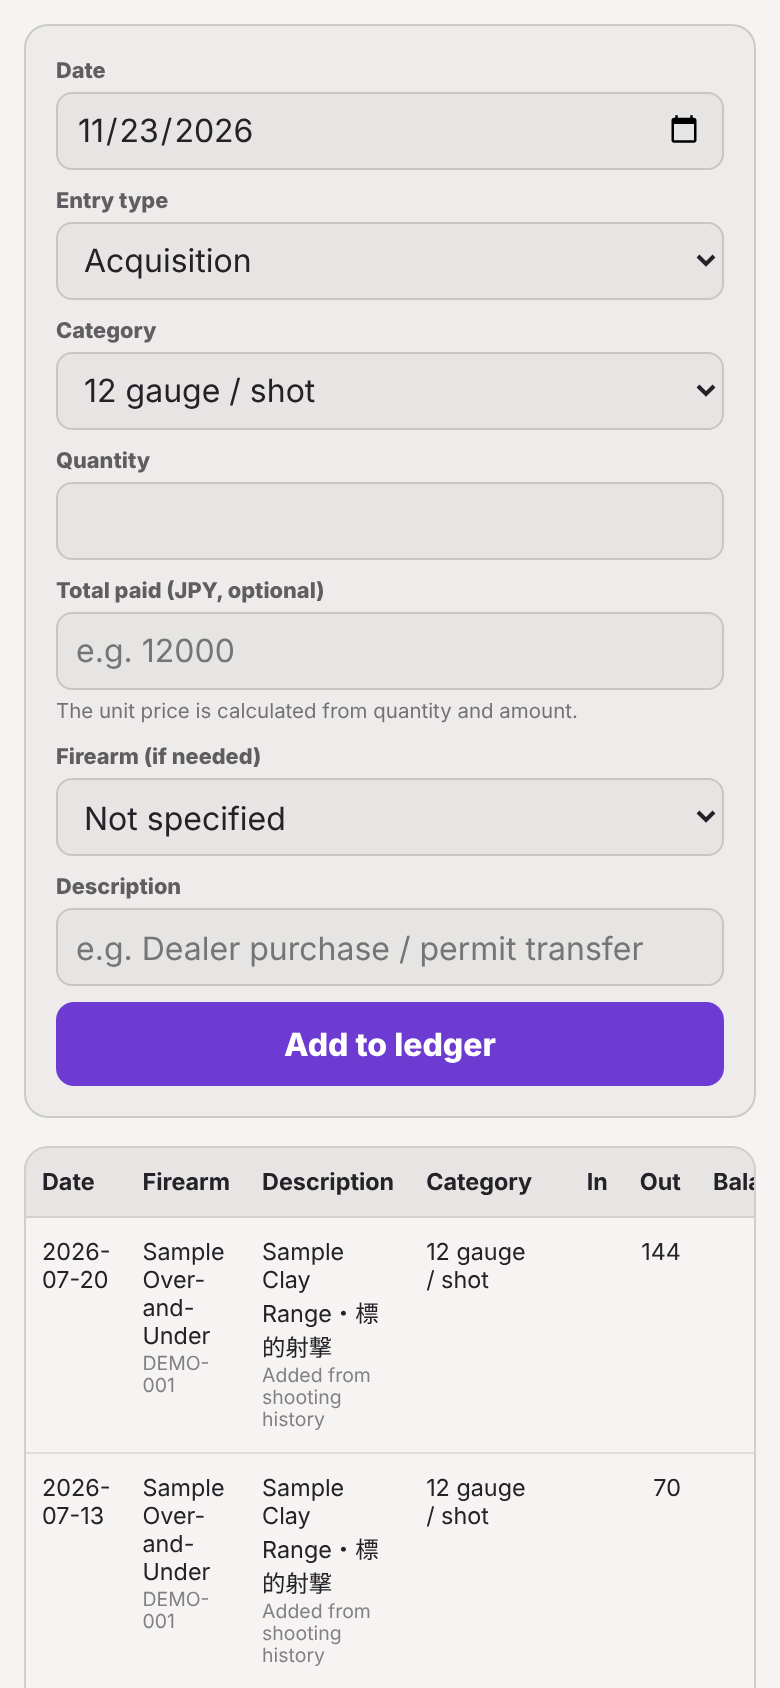 Date
11/23/2026
Entry type
Acquisition
Category
12 gauge / shot
Quantity
Total paid (JPY, optional)
e.g. 12000
The unit price is calculated from quantity and amount.
Firearm (if needed)
Not specified
Description
e.g. Dealer purchase / permit transfer
Add to ledger
Date Firearm Description Category In Out
2026-
07-20
Sample
Over-
and-
Under
DEMO-
001
Sample
Clay
Range・標
的射撃
Added from
shooting
history
12 gauge
/ shot
144
2026-
07-13
Sample
Over-
and-
Under
DEMO-
001
Sample
Clay
Range・標
的射撃
Added from
shooting
history
12 gauge
/ shot
70